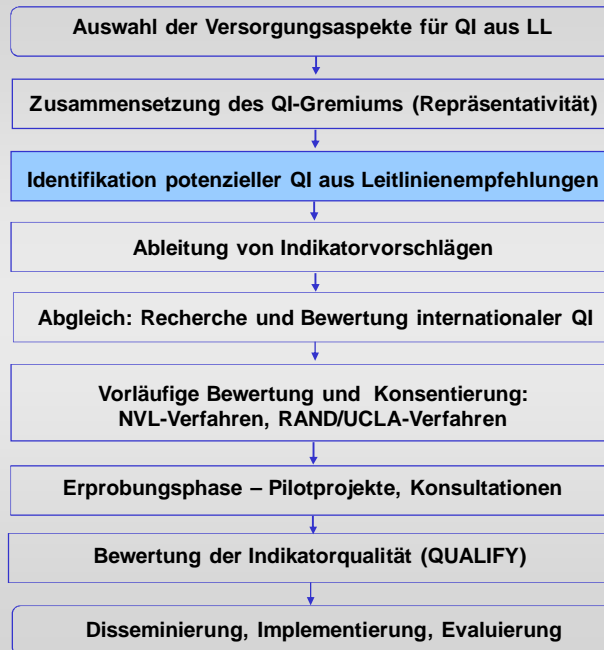 Auswahl der Versorgungsaspekte für QI aus LL
Zusammensetzung des QI-Gremiums (Repräsentativität)
Identifikation potenzieller QI aus Leitlinienempfehlungen
Ableitung von Indikatorvorschlägen
Abgleich: Recherche und Bewertung internationaler QI
Vorläufige Bewertung und Konsentierung:
NVL-Verfahren, RAND/UCLA-Verfahren
Erprobungsphase – Pilotprojekte, Konsultationen
Bewertung der Indikatorqualität (QUALIFY)
Disseminierung, Implementierung, Evaluierung